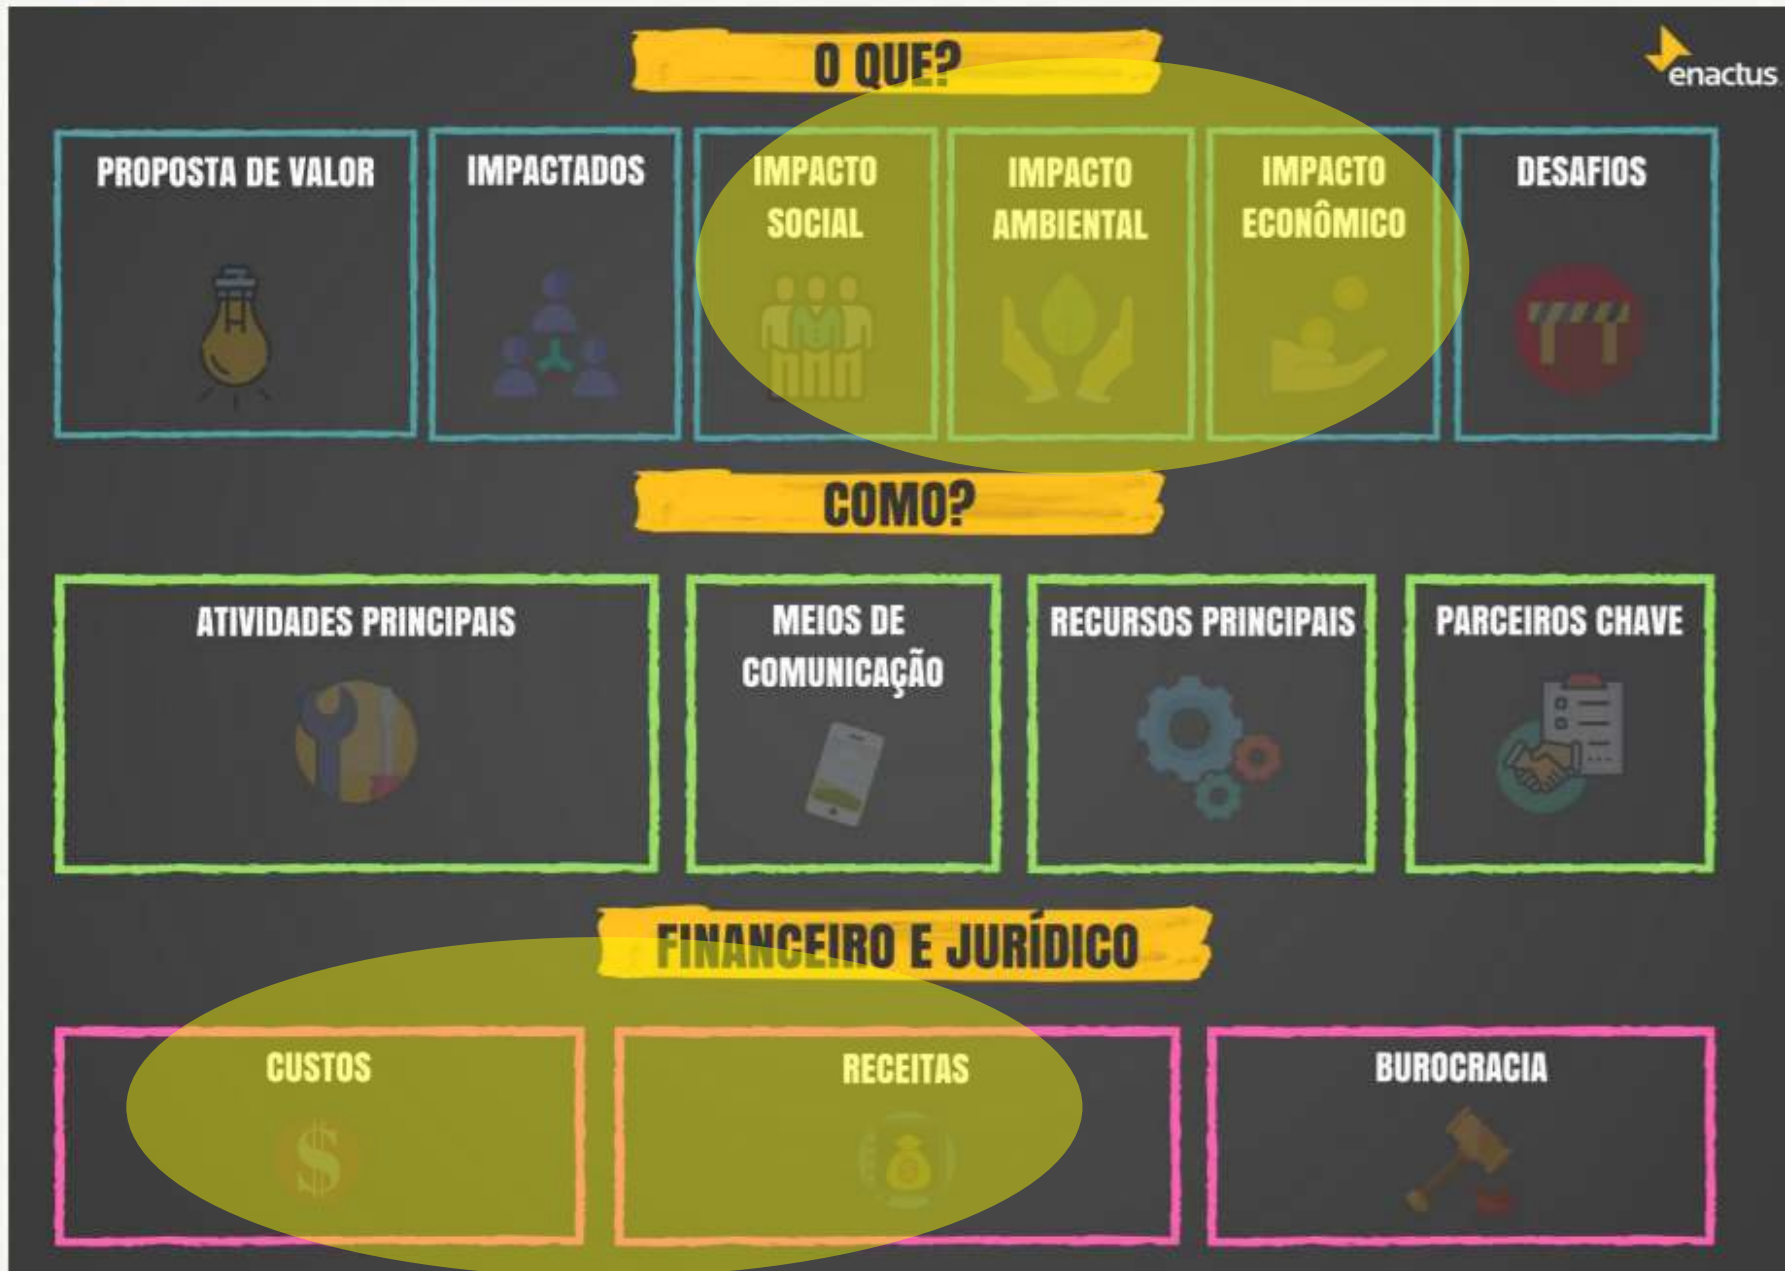 O QUE?
enactus.
PROPOSTA DE VALOR
IMPACTADOS
IMPACTO
SOCIAL
IMPACTO
AMBIENTAL
IMPACTO
ECONÔMICO
DESAFIOS
COMO?
ATIVIDADES PRINCIPAIS
MEIOS DE
COMUNICAÇÃO
RECURSOS PRINCIPAIS
PARCEIROS CHAVE
FINANCEIRO E JURÍDICO
CUSTOS
$
RECEITAS
BUROCRACIA